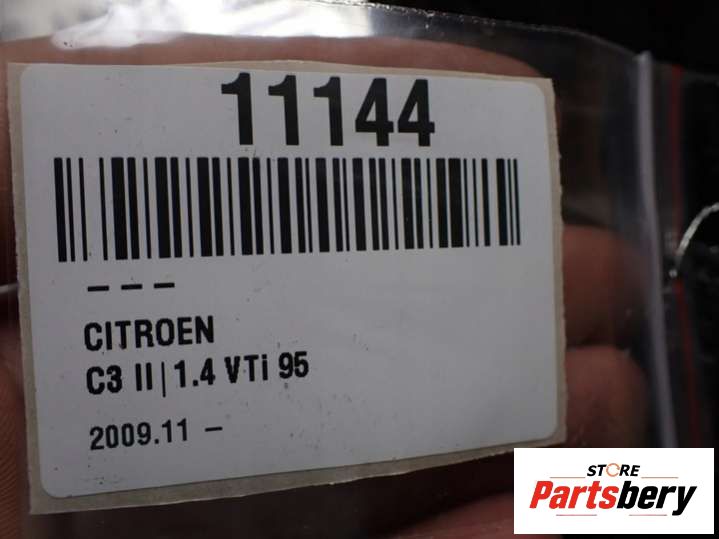 11144
– – –
CITROEN
C3 II | 1.4 VTi 95
2009.11 –
STORE
Partsbery